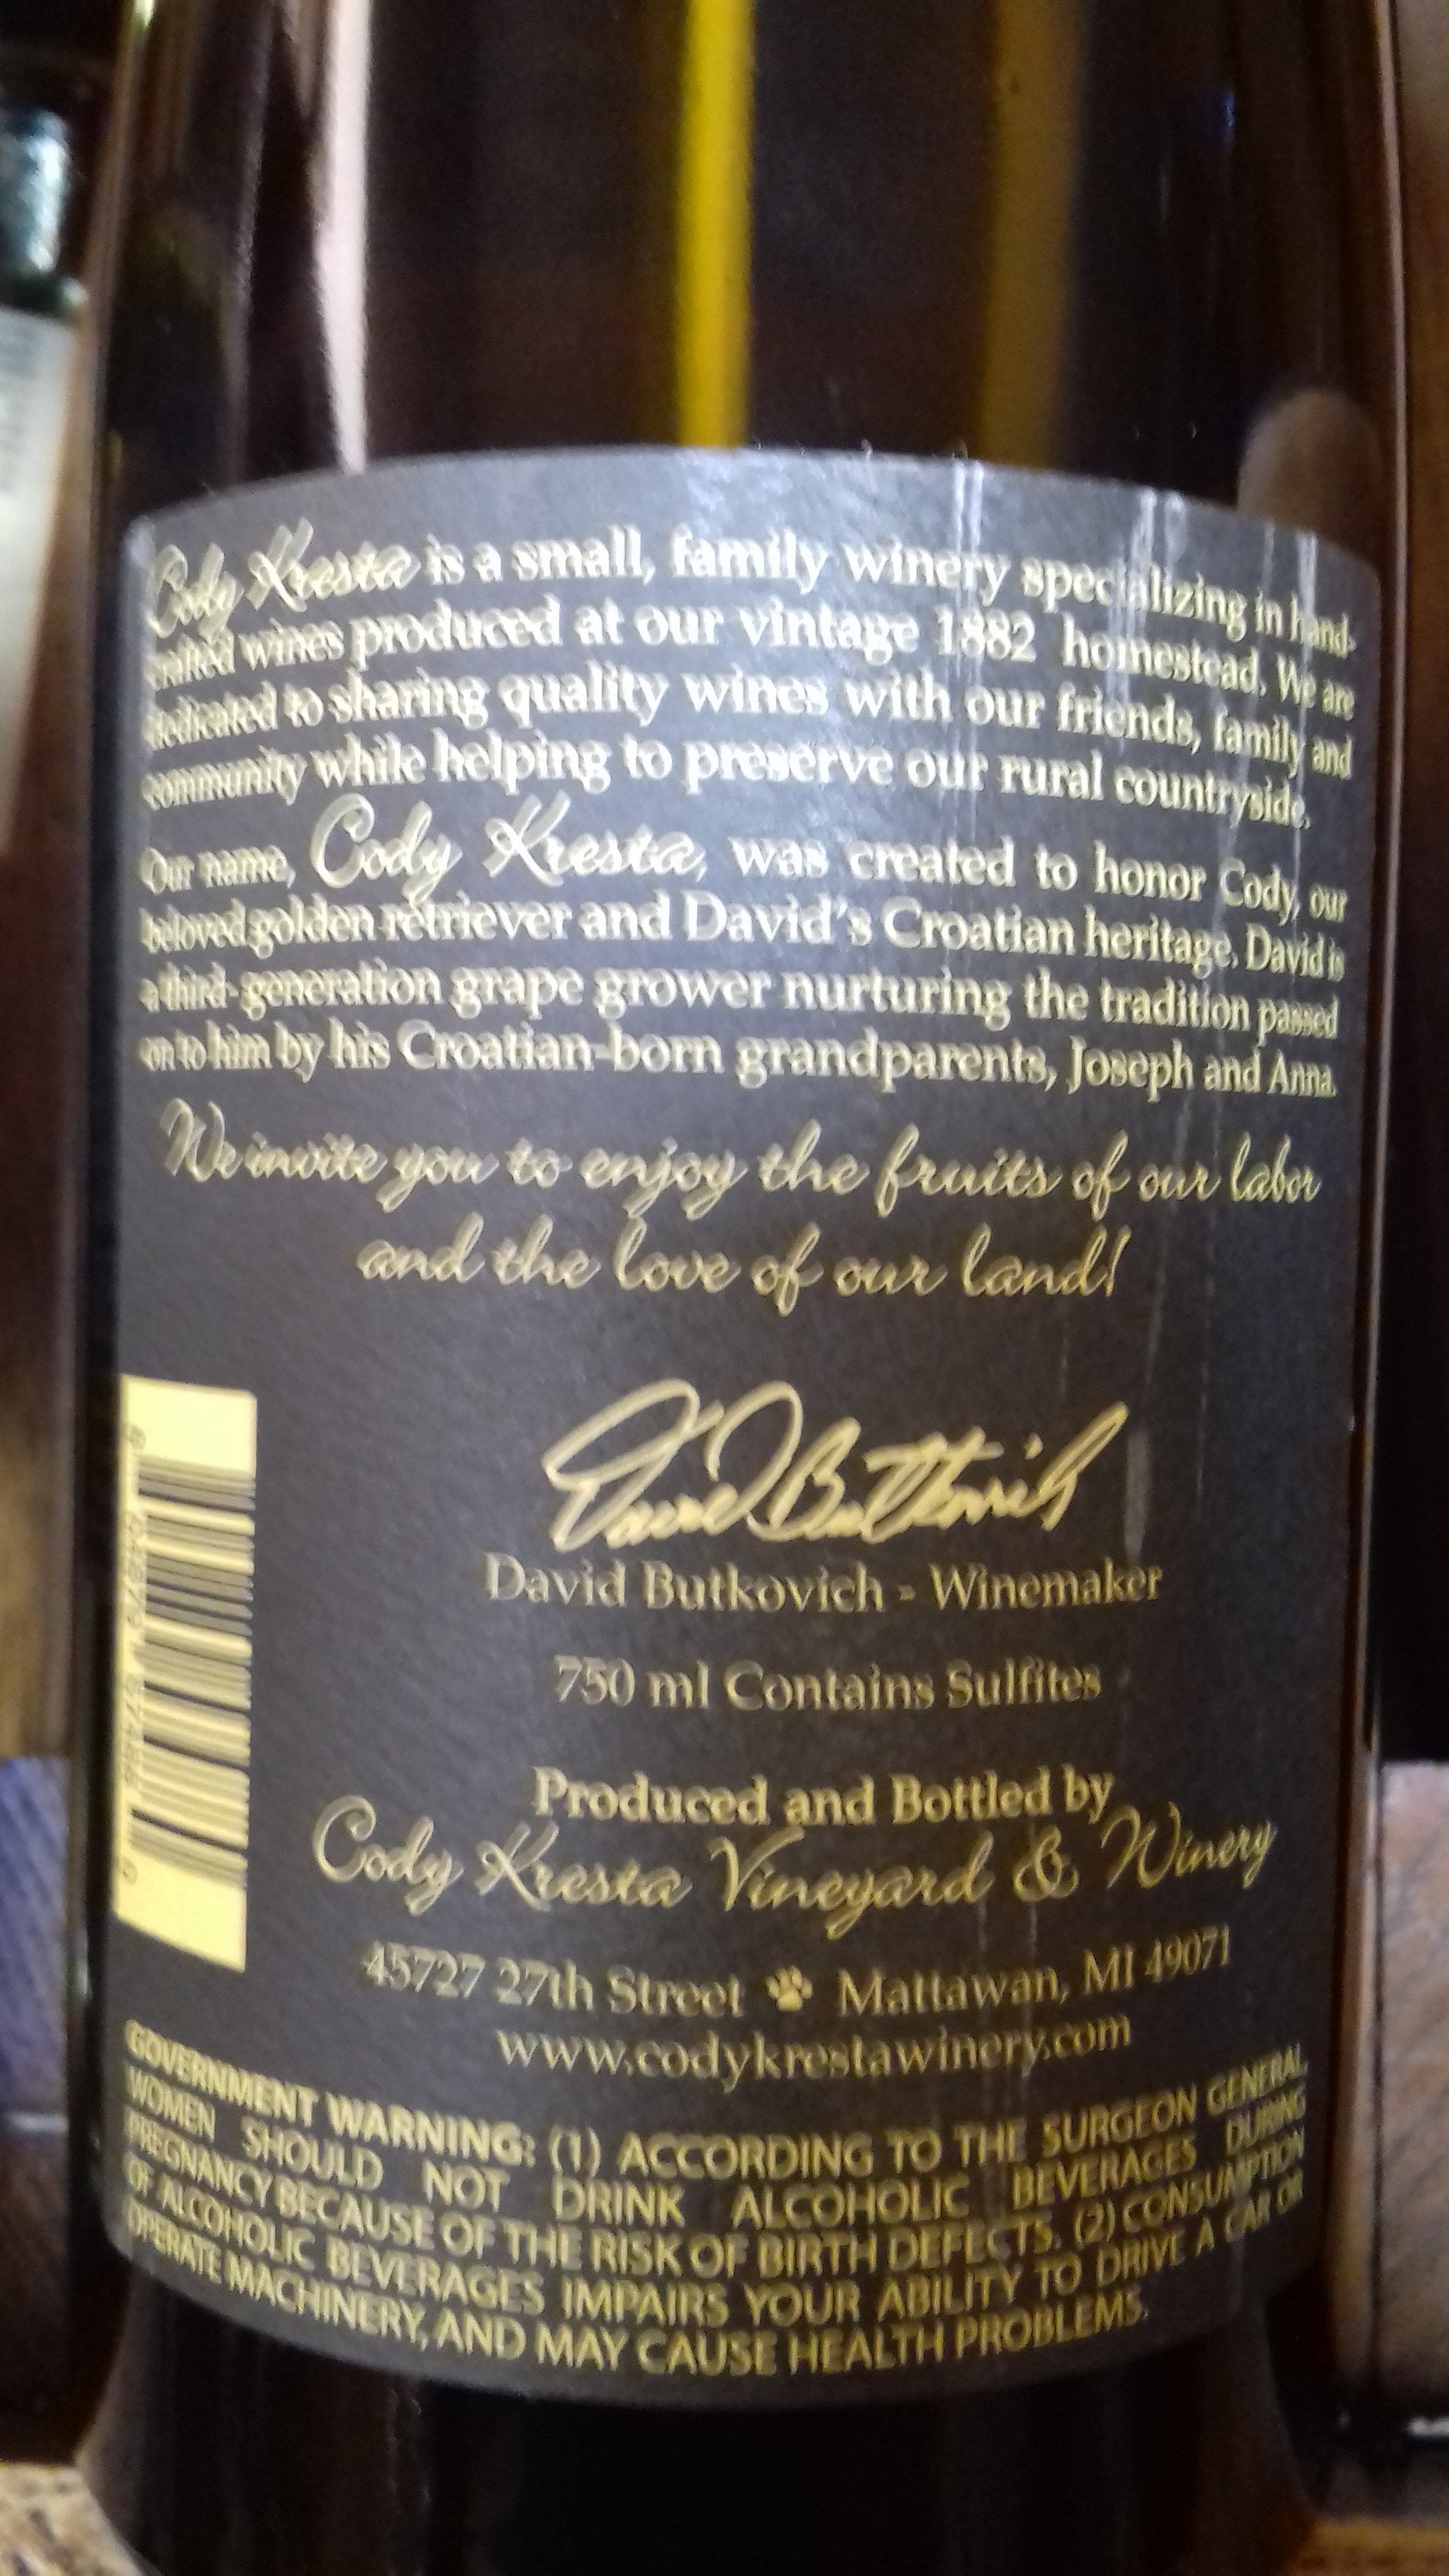 Cody Kresta is a small, family winery specializing in hand-
crafted wines produced at our vintage 1882 homestead. We are
dedicated to sharing quality wines with our friends, family and
community while helping to preserve our rural countryside.
Our name, Cody Kresta, was created to honor Cody, our
beloved golden retriever and David's Croatian heritage. David is
a third-generation grape grower nurturing the tradition passed
on to him by his Croatian-born grandparents, Joseph and Anna.
We invite you to enjoy the fruits of our labor
and the love of our land!
David Butkovich
David Butkovich - Winemaker
750 ml Contains Sulfites
Produced and Bottled by
Cody Kresta Vineyard & Winery
45727 27th Street Mattawan, MI 49071
www.codykrestawinery.com
GOVERNMENT WARNING: (1) ACCORDING TO THE SURGEON GENERAL
WOMEN SHOULD NOT DRINK ALCOHOLIC BEVERAGES DURING
PREGNANCY BECAUSE OF THE RISK OF BIRTH DEFECTS. (2) CONSUMPTION
OF ALCOHOLIC BEVERAGES IMPAIRS YOUR ABILITY TO DRIVE A CAR OR
OPERATE MACHINERY, AND MAY CAUSE HEALTH PROBLEMS.